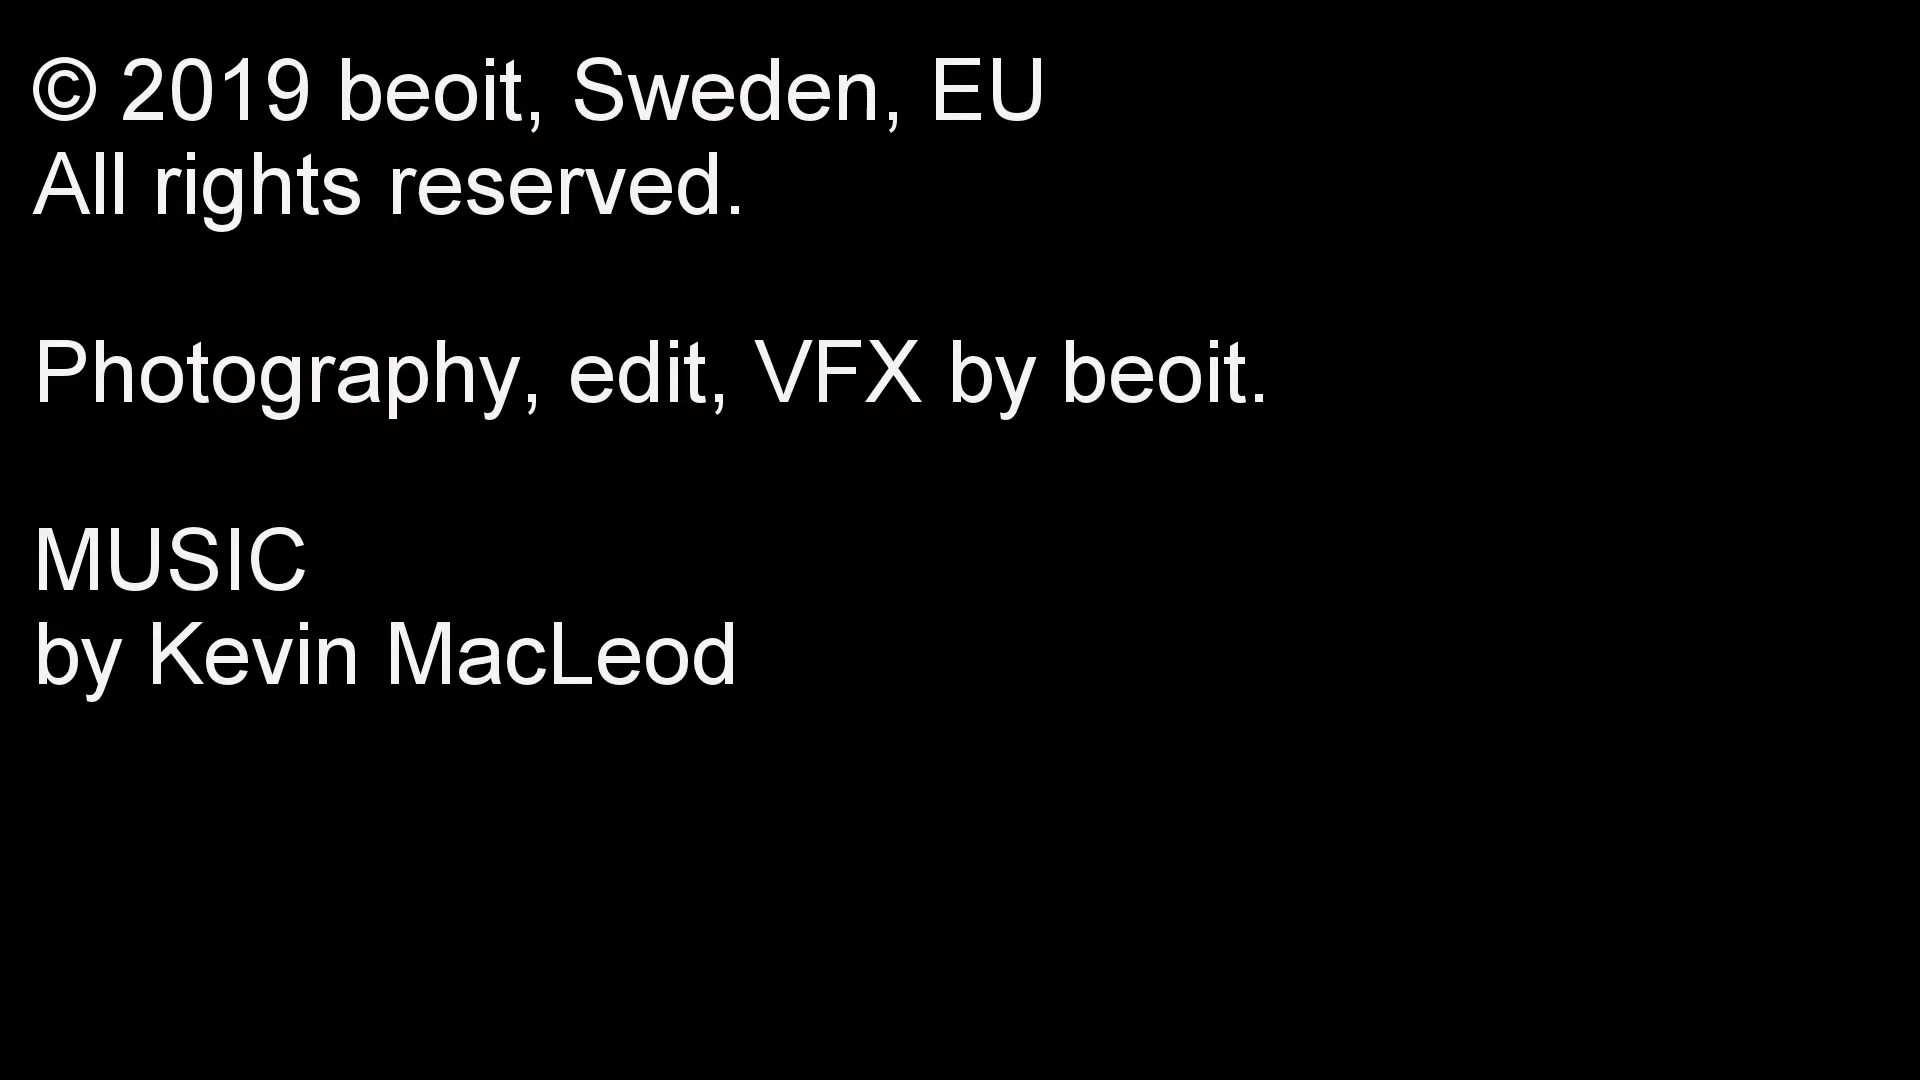 © 2019 beoit, Sweden, EU
All rights reserved.
Photography, edit, VFX by beoit.
MUSIC
by Kevin MacLeod